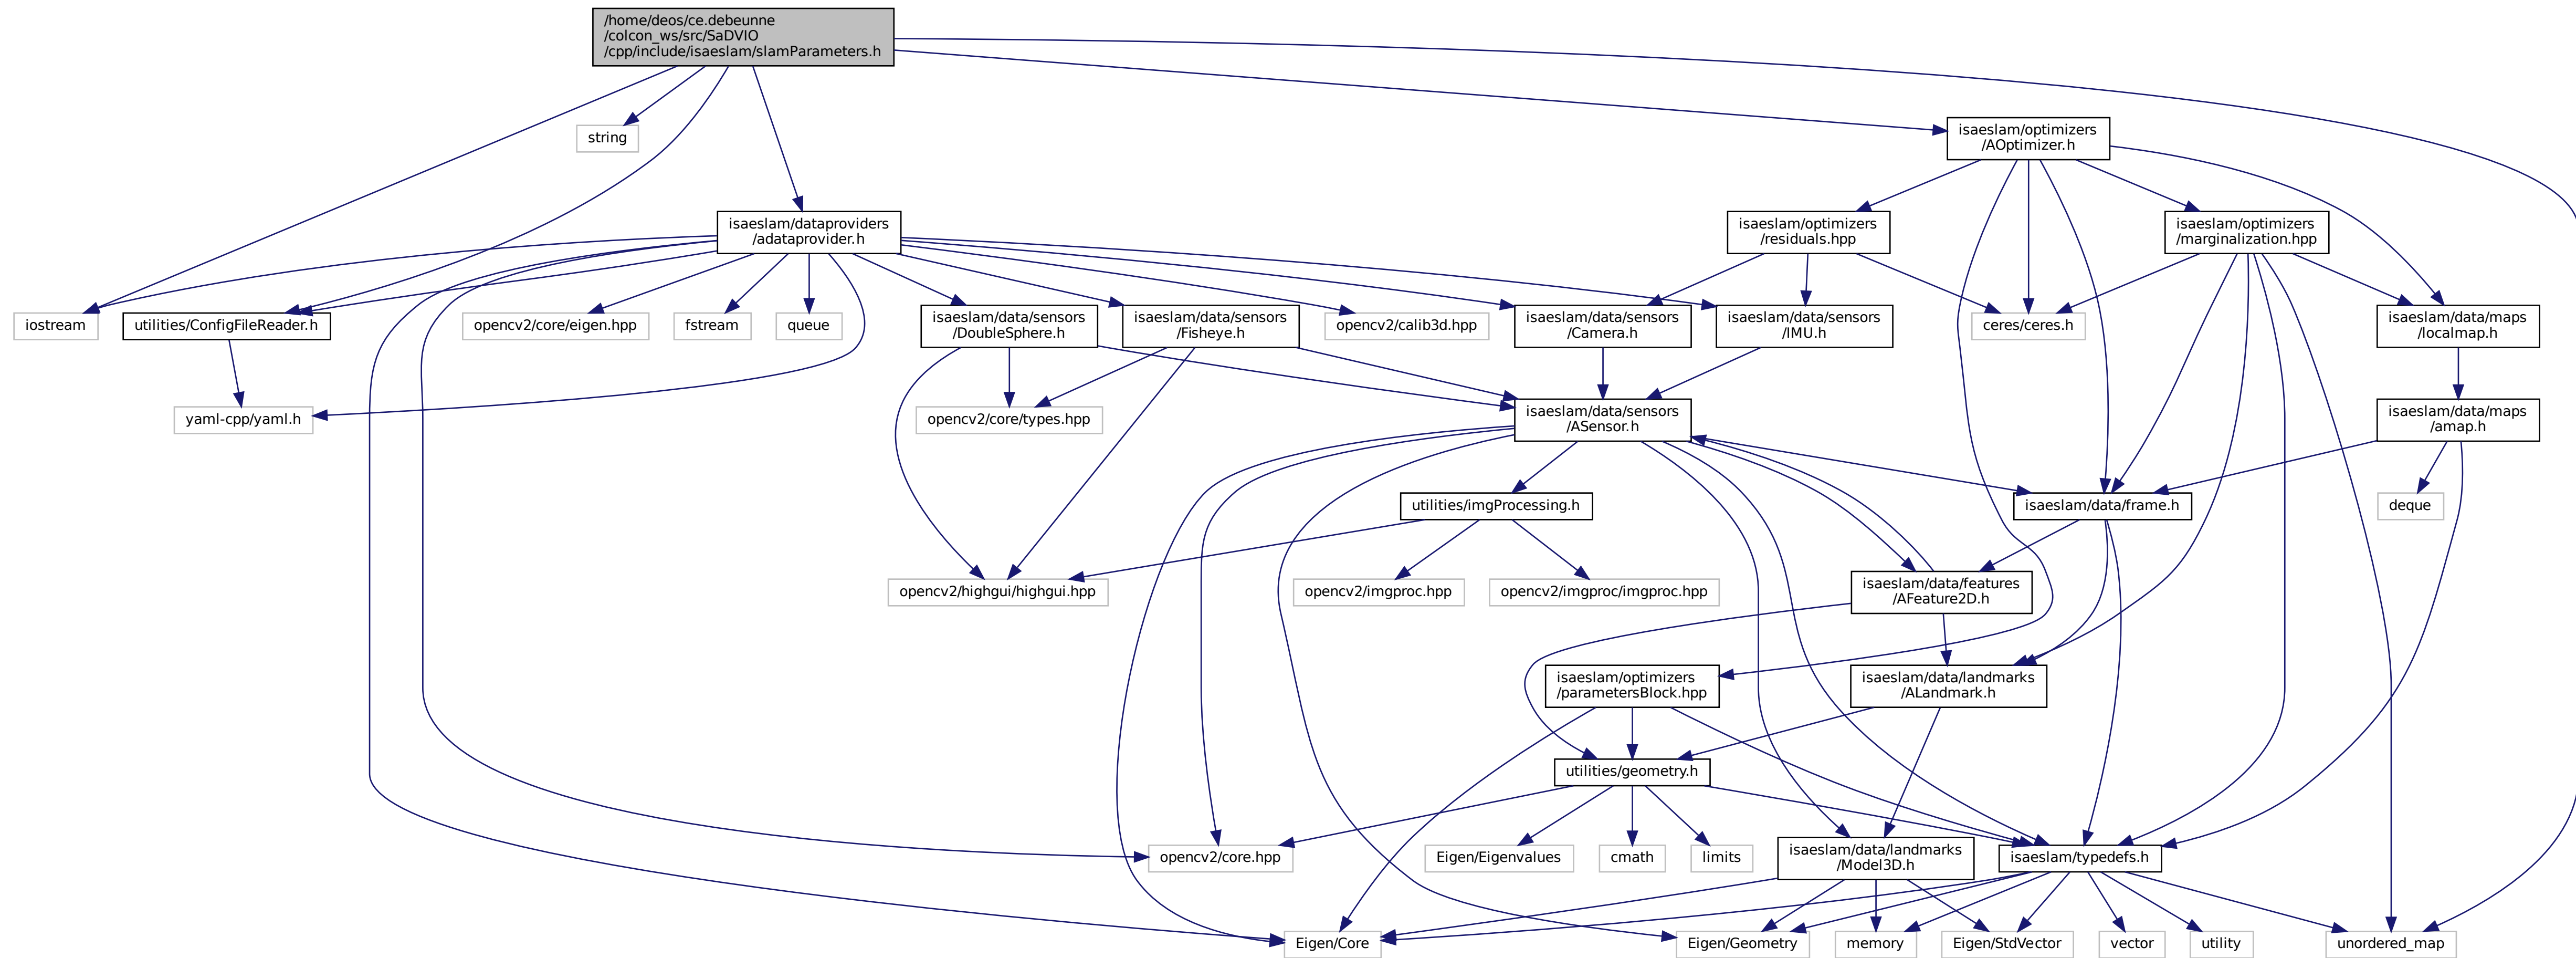 /home/deos/ce.debeunne
/colcon_ws/src/SaDVIO
/cpp/include/isaeslam/slamParameters.h
string
isaeslam/optimizers
/AOptimizer.h
isaeslam/dataproviders
/adataprovider.h
isaeslam/optimizers
/residuals.hpp
isaeslam/optimizers
/marginalization.hpp
iostream
utilities/ConfigFileReader.h
opencv2/core/eigen.hpp
fstream
queue
isaeslam/data/sensors
/DoubleSphere.h
isaeslam/data/sensors
/Fisheye.h
opencv2/calib3d.hpp
isaeslam/data/sensors
/Camera.h
isaeslam/data/sensors
/IMU.h
ceres/ceres.h
isaeslam/data/maps
/localmap.h
yaml-cpp/yaml.h
opencv2/core/types.hpp
isaeslam/data/sensors
/ASensor.h
isaeslam/data/maps
/amap.h
utilities/imgProcessing.h
isaeslam/data/frame.h
deque
opencv2/highgui/highgui.hpp
opencv2/imgproc.hpp
opencv2/imgproc/imgproc.hpp
isaeslam/data/features
/AFeature2D.h
isaeslam/optimizers
/parametersBlock.hpp
isaeslam/data/landmarks
/ALandmark.h
utilities/geometry.h
opencv2/core.hpp
Eigen/Eigenvalues
cmath
limits
isaeslam/data/landmarks
/Model3D.h
isaeslam/typedefs.h
Eigen/Core
Eigen/Geometry
memory
Eigen/StdVector
vector
utility
unordered_map